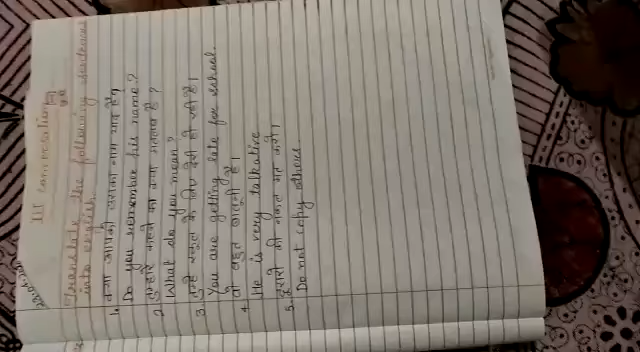 III conversation
Translate the following sentences
into english.
1. क्या आपको उसका नाम याद है?
Do you remember his name?
2. तुम्हारे कहने का क्या मतलब है?
What do you mean?
3. तुम्हे स्कूल के लिए देरी हो रही है।
You are getting late for school.
4. वो बहुत बातूनी है।
He is very talkative
5. दूसरो की नकल मत करो।
Do not copy others.